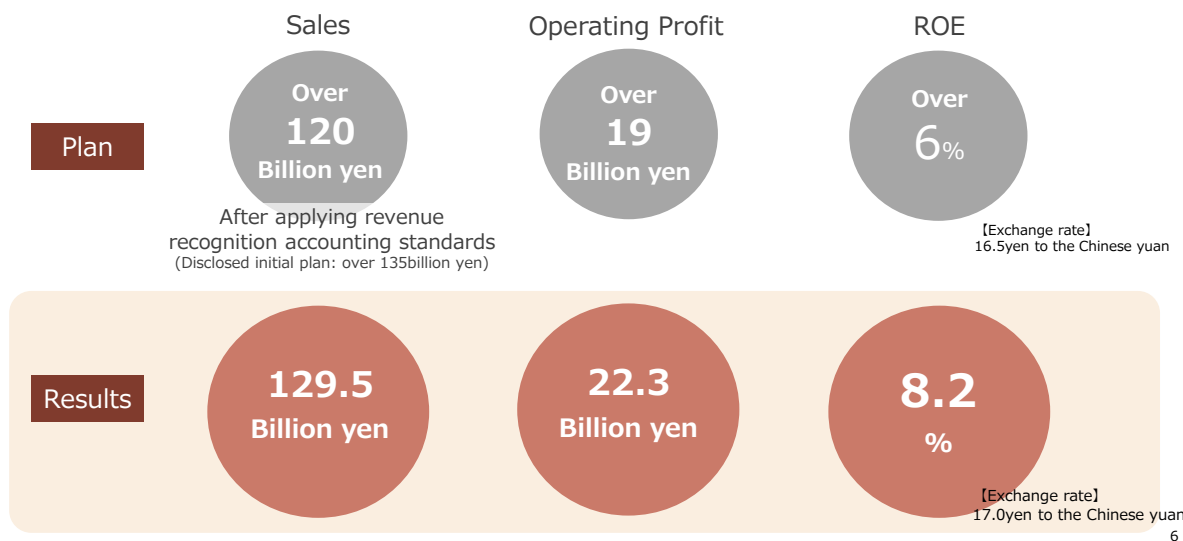 Sales
Operating Profit
ROE
Plan
Over
120
Billion yen
Over
19
Billion yen
Over
6%
After applying revenue
recognition accounting standards
(Disclosed initial plan: over 135billion yen)
【Exchange rate】
16.5yen to the Chinese yuan
Results
129.5
Billion yen
22.3
Billion yen
8.2
%
【Exchange rate】
17.0yen to the Chinese yuan
6